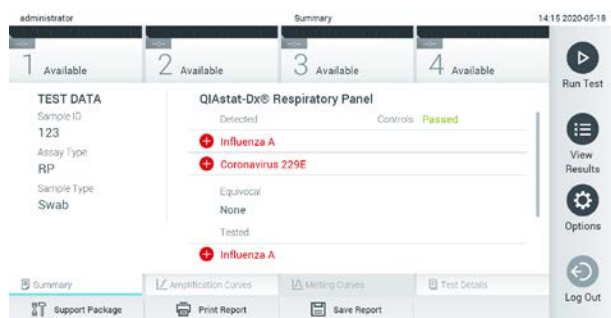 administrator Summary 14:15 2020-05-18
1 Available 2 Available 3 Available 4 Available
Run Test
TEST DATA
Sample ID
123
Assay Type
RP
Sample Type
Swab
QIAstat-Dx® Respiratory Panel
Detected Controls Passed
Influenza A
Coronavirus 229E
Equivocal
None
Tested
Influenza A
View
Results
Options
Log Out
Summary Amplification Curves Melting Curves Test Details
Support Package Print Report Save Report